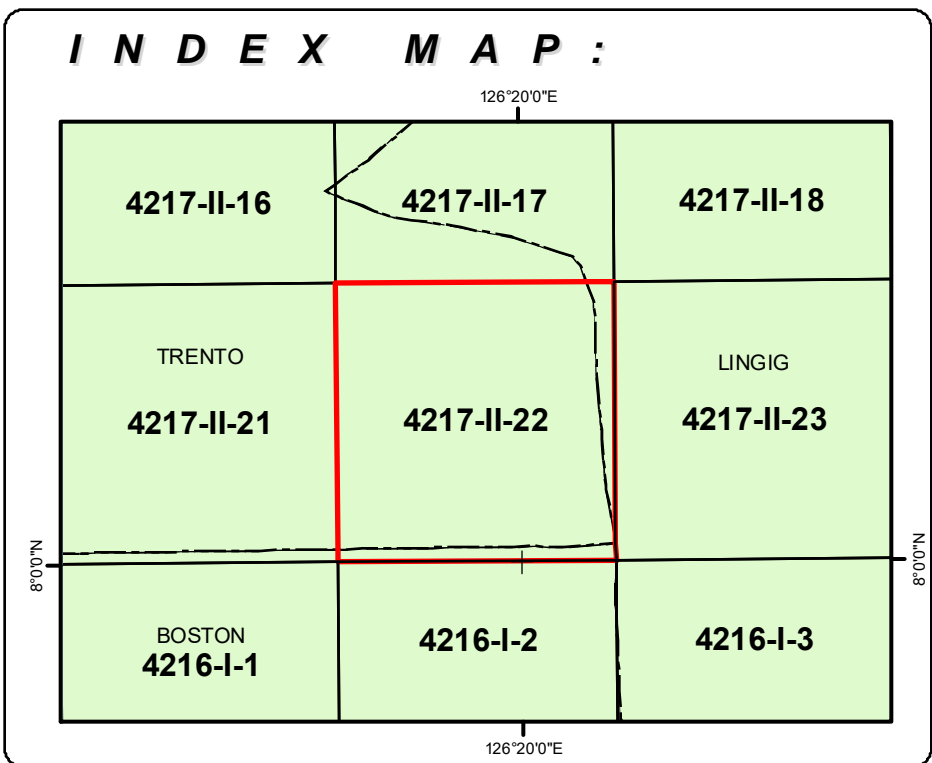 INDEX MAP:
126°20'0"E
4217-II-16
4217-II-17
4217-II-18
TRENTO
LINGIG
4217-II-21
4217-II-22
4217-II-23
8°0'0"N
8°0'0"N
BOSTON
4216-I-1
4216-I-2
4216-I-3
126°20'0"E